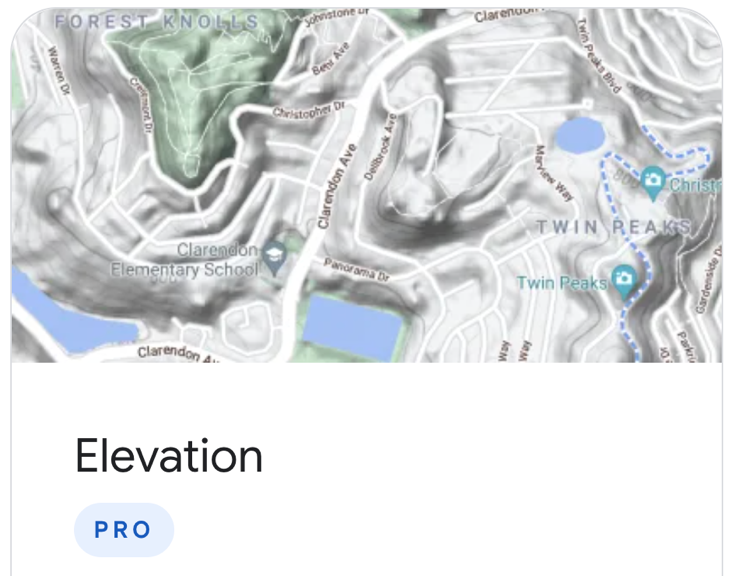 FOREST KNOLLS
Johnstone Dr
Clarendon
Warren Dr
Behr Ave
Twin Peaks Blvd
Crestmont Dr
Christopher Dr
Dellbrook Ave
Clarendon Ave
Marview Way
800
Christ
TWIN PEAKS
Clarendon
Elementary School
Panorama Dr
Twin Peaks
Gardenside Dr
Way
Way
Clarendon Av
Elevation
PRO